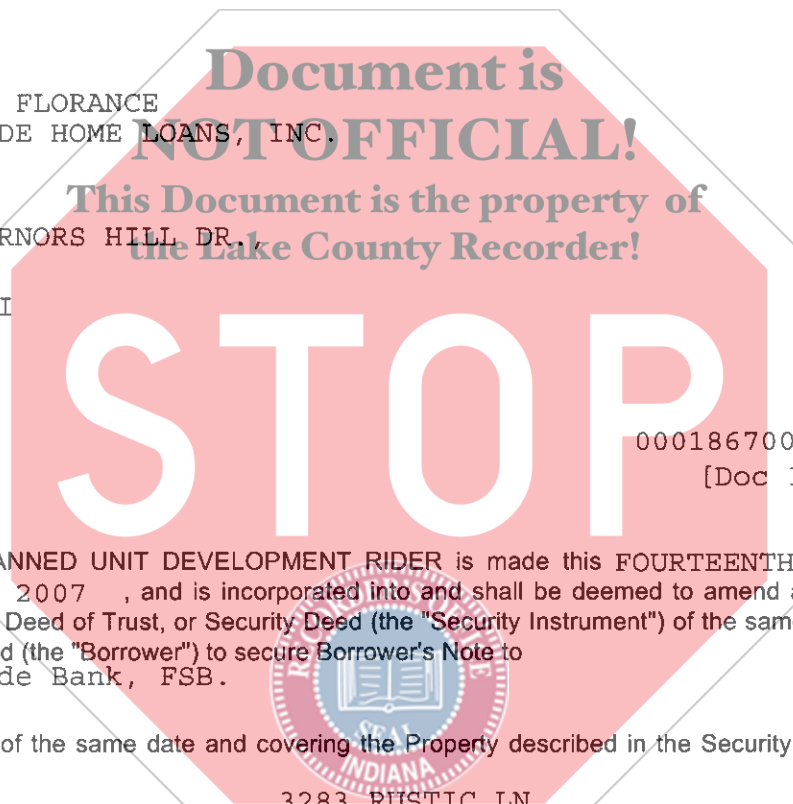 Document is
FLORANCE
DE HOME LOANS, INC.
NOT OFFICIAL!
This Document is the property of
RNORS HILL DR.,
the Lake County Recorder!
I
STOP
000186700
[Doc
ANNED UNIT DEVELOPMENT RIDER is made this FOURTEENTH
2007 , and is incorporated into and shall be deemed to amend a
Deed of Trust, or Security Deed (the "Security Instrument") of the same
d (the "Borrower") to secure Borrower's Note to
de Bank, FSB.
RECORDER'S OFFICE
SEAL
INDIANA
of the same date and covering the Property described in the Security
3283 RUSTIC LN